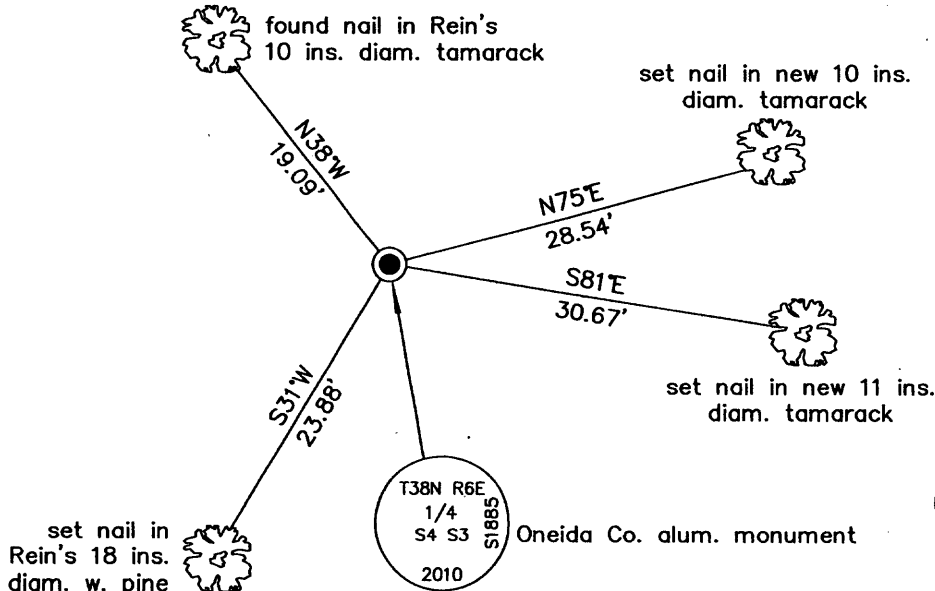 found nail in Rein's
10 ins. diam. tamarack
set nail in new 10 ins.
diam. tamarack
N38°W
19.09'
N75°E
28.54'
S81°E
30.67'
set nail in new 11 ins.
diam. tamarack
S31°W
23.88'
T38N R6E
1/4
S4 S3
S1885
2010
Oneida Co. alum. monument
set nail in
Rein's 18 ins.
diam. w. pine